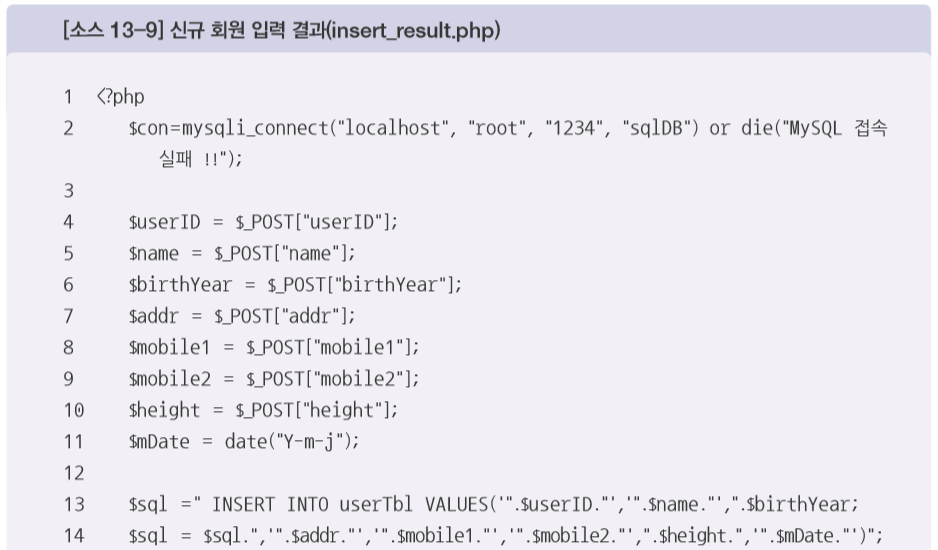 [소스 13-9] 신규 회원 입력 결과(insert_result.php)
1 <?php
2 $con=mysqli_connect("localhost", "root", "1234", "sqlDB") or die("MySQL 접속
실패 !!");
3
4 $userID = $_POST["userID"];
5 $name = $_POST["name"];
6 $birthYear = $_POST["birthYear"];
7 $addr = $_POST["addr"];
8 $mobile1 = $_POST["mobile1"];
9 $mobile2 = $_POST["mobile2"];
10 $height = $_POST["height"];
11 $mDate = date("Y-m-j");
12
13 $sql =" INSERT INTO userTbl VALUES('".$userID."','".$name."',".$birthYear;
14 $sql = $sql.",'".$addr."','".$mobile1."','".$mobile2."',".$height.",'".$mDate."')";